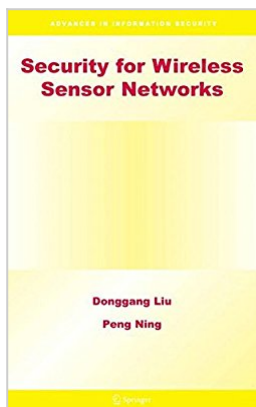 ADVANCES IN INFORMATION SECURITY
Security for Wireless
Sensor Networks
Donggang Liu
Peng Ning
Springer